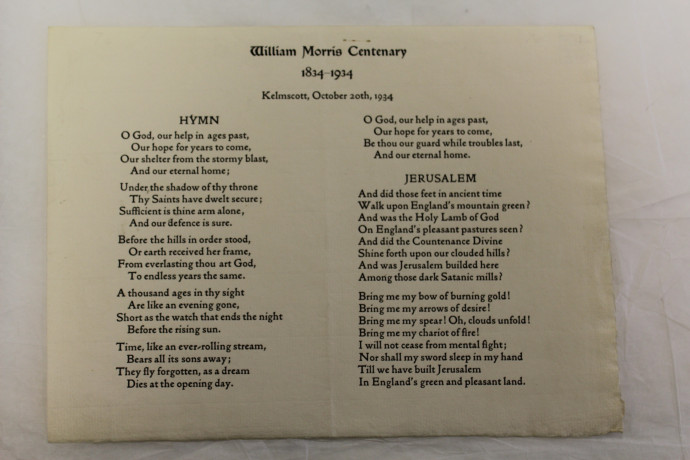 William Morris Centenary
1834-1934
Kelmscott, October 20th, 1934
HYMN
O God, our help in ages past,
Our hope for years to come,
Our shelter from the stormy blast,
And our eternal home;
Under the shadow of thy throne
Thy Saints have dwelt secure;
Sufficient is thine arm alone,
And our defence is sure.
Before the hills in order stood,
Or earth received her frame,
From everlasting thou art God,
To endless years the same.
A thousand ages in thy sight
Are like an evening gone,
Short as the watch that ends the night
Before the rising sun.
Time, like an ever-rolling stream,
Bears all its sons away;
They fly forgotten, as a dream
Dies at the opening day.
O God, our help in ages past,
Our hope for years to come,
Be thou our guard while troubles last,
And our eternal home.
JERUSALEM
And did those feet in ancient time
Walk upon England's mountain green?
And was the Holy Lamb of God
On England's pleasant pastures seen?
And did the Countenance Divine
Shine forth upon our clouded hills?
And was Jerusalem builded here
Among those dark Satanic mills?
Bring me my bow of burning gold!
Bring me my arrows of desire!
Bring me my spear! Oh, clouds unfold!
Bring me my chariot of fire!
I will not cease from mental fight;
Nor shall my sword sleep in my hand
Till we have built Jerusalem
In England's green and pleasant land.